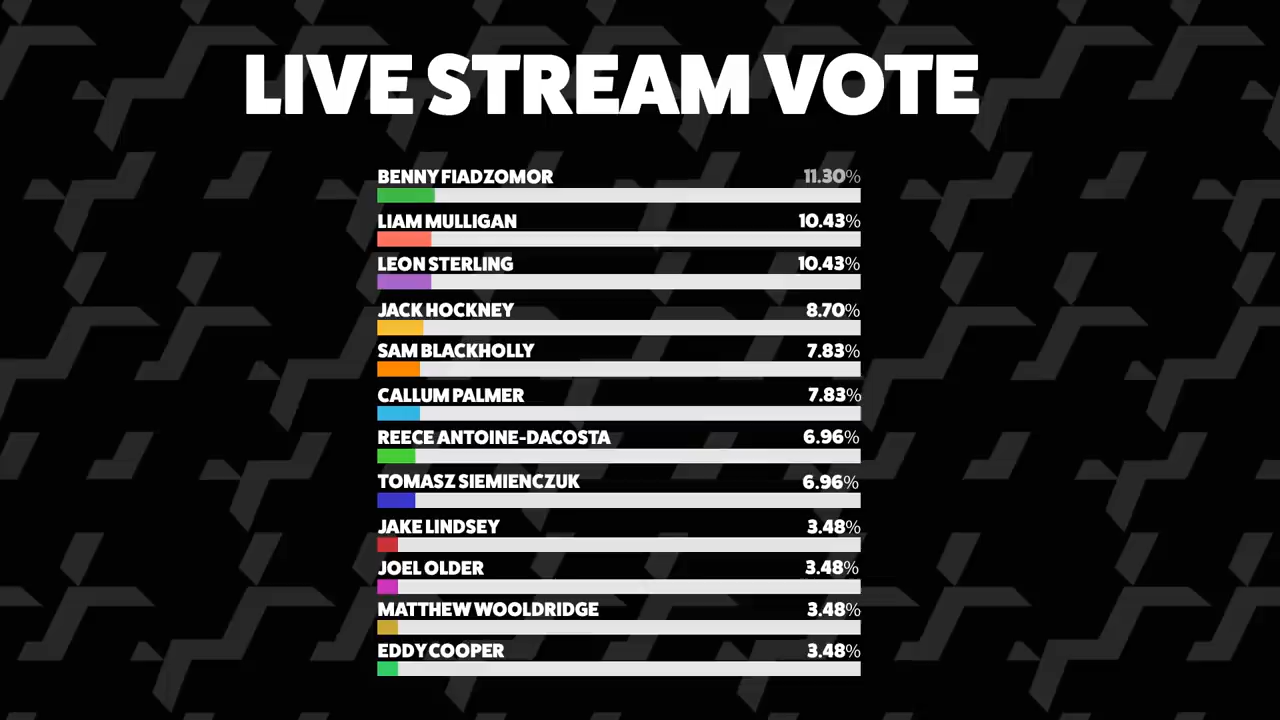 LIVE STREAM VOTE
BENNY FIADZOMOR 11.30%
LIAM MULLIGAN 10.43%
LEON STERLING 10.43%
JACK HOCKNEY 8.70%
SAM BLACKHOLLY 7.83%
CALLUM PALMER 7.83%
REECE ANTOINE-DACOSTA 6.96%
TOMASZ SIEMIENCZUK 6.96%
JAKE LINDSEY 3.48%
JOEL OLDER 3.48%
MATTHEW WOOLDRIDGE 3.48%
EDDY COOPER 3.48%